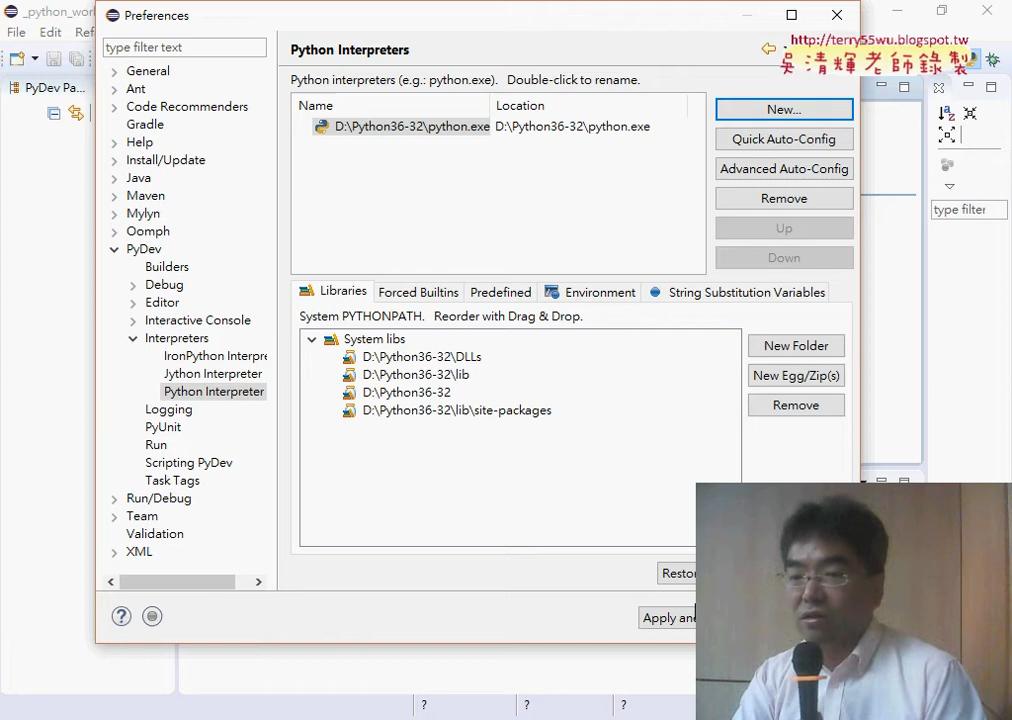 _python_worl
Preferences
File
Edit
Ref
http://terry55wu.blogspot.tw
吳清輝老師錄製
PyDev Pa...
type filter text
General
Ant
Code Recommenders
Gradle
Help
Install/Update
Java
Maven
Mylyn
Oomph
PyDev
Builders
Debug
Editor
Interactive Console
Interpreters
IronPython Interpre
Jython Interpreter
Python Interpreter
Logging
PyUnit
Run
Scripting PyDev
Task Tags
Run/Debug
Team
Validation
XML
Python Interpreters
Python interpreters (e.g.: python.exe). Double-click to rename.
Name
Location
D:\Python36-32\python.exe
D:\Python36-32\python.exe
New...
Quick Auto-Config
Advanced Auto-Config
Remove
Up
Down
Libraries
Forced Builtins
Predefined
Environment
String Substitution Variables
System PYTHONPATH. Reorder with Drag & Drop.
System libs
D:\Python36-32\DLLs
D:\Python36-32\lib
D:\Python36-32
D:\Python36-32\lib\site-packages
New Folder
New Egg/Zip(s)
Remove
Restor
Apply an
type filter
?
?
?
?